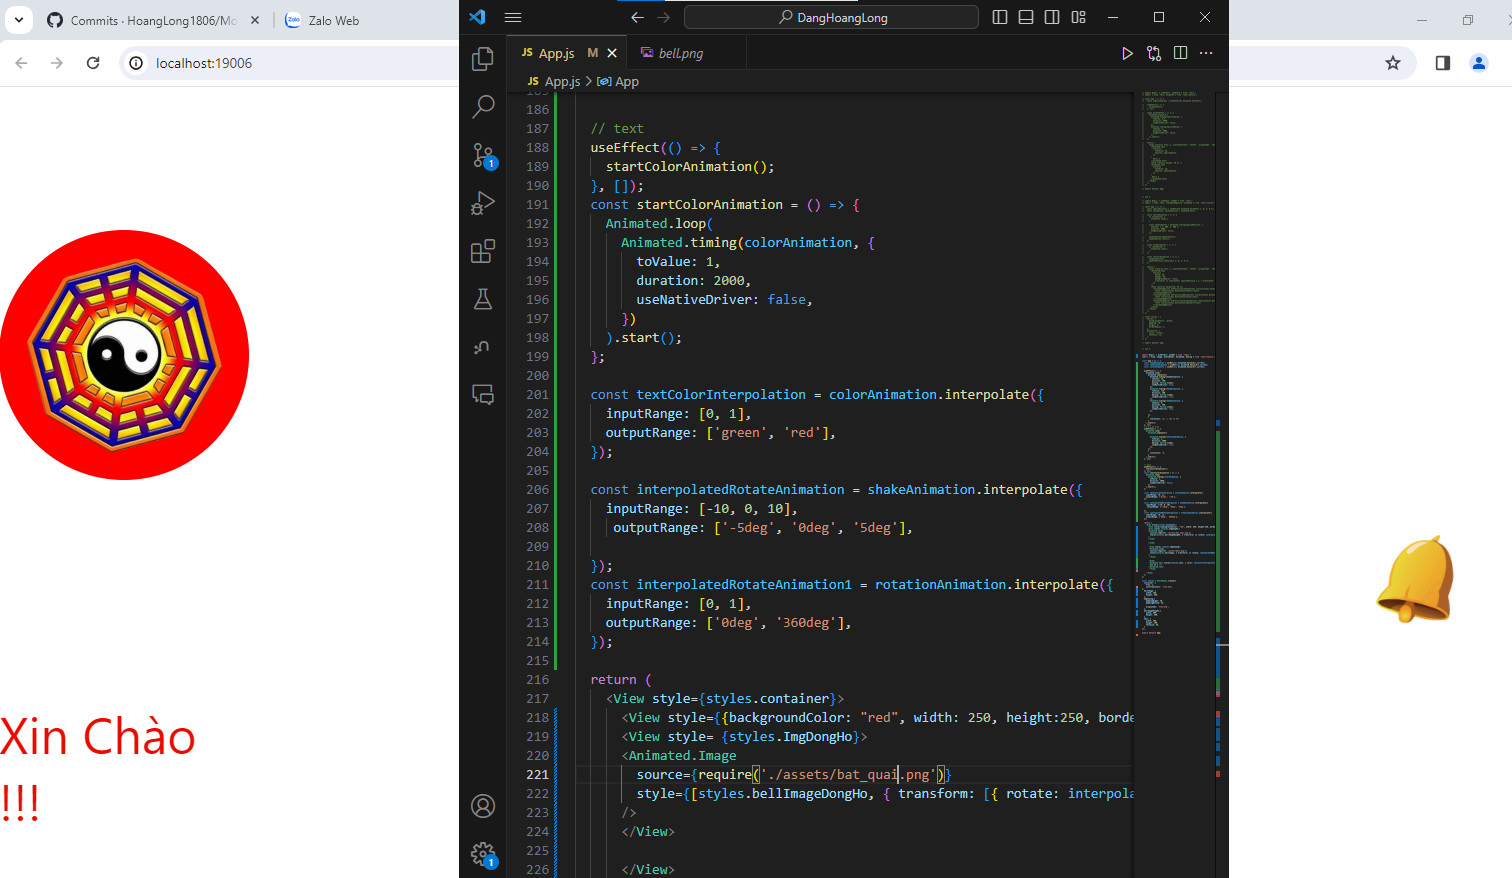 Commits · HoangLong1806/Mo
Zalo Web
localhost:19006
DangHoangLong
JS App.js M
bell.png
JS App.js > App
186
187 // text
188 useEffect(() => {
189 startColorAnimation();
190 }, []);
191 const startColorAnimation = () => {
192 Animated.loop(
193 Animated.timing(colorAnimation, {
194 toValue: 1,
195 duration: 2000,
196 useNativeDriver: false,
197 })
198 ).start();
199 };
200
201 const textColorInterpolation = colorAnimation.interpolate({
202 inputRange: [0, 1],
203 outputRange: ['green', 'red'],
204 });
205
206 const interpolatedRotateAnimation = shakeAnimation.interpolate({
207 inputRange: [-10, 0, 10],
208 outputRange: ['-5deg', '0deg', '5deg'],
209
210 });
211 const interpolatedRotateAnimation1 = rotationAnimation.interpolate({
212 inputRange: [0, 1],
213 outputRange: ['0deg', '360deg'],
214 });
215
216 return (
217 <View style={styles.container}>
218 <View style={{backgroundColor: "red", width: 250, height:250, borde
219 <View style= {styles.ImgDongHo}>
220 <Animated.Image
221 source={require('./assets/bat_quai.png')}
222 style={[styles.bellImageDongHo, { transform: [{ rotate: interpola
223 />
224 </View>
225
226 </View>
1
1
Xin Chào
!!!